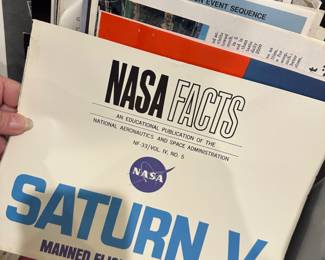 N EVENT SEQUENCE
NASA FACTS
AN EDUCATIONAL PUBLICATION OF THE
NATIONAL AERONAUTICS AND SPACE ADMINISTRATION
NF-33/VOL. IV, NO. 5
NASA
SATURN V
MANNED